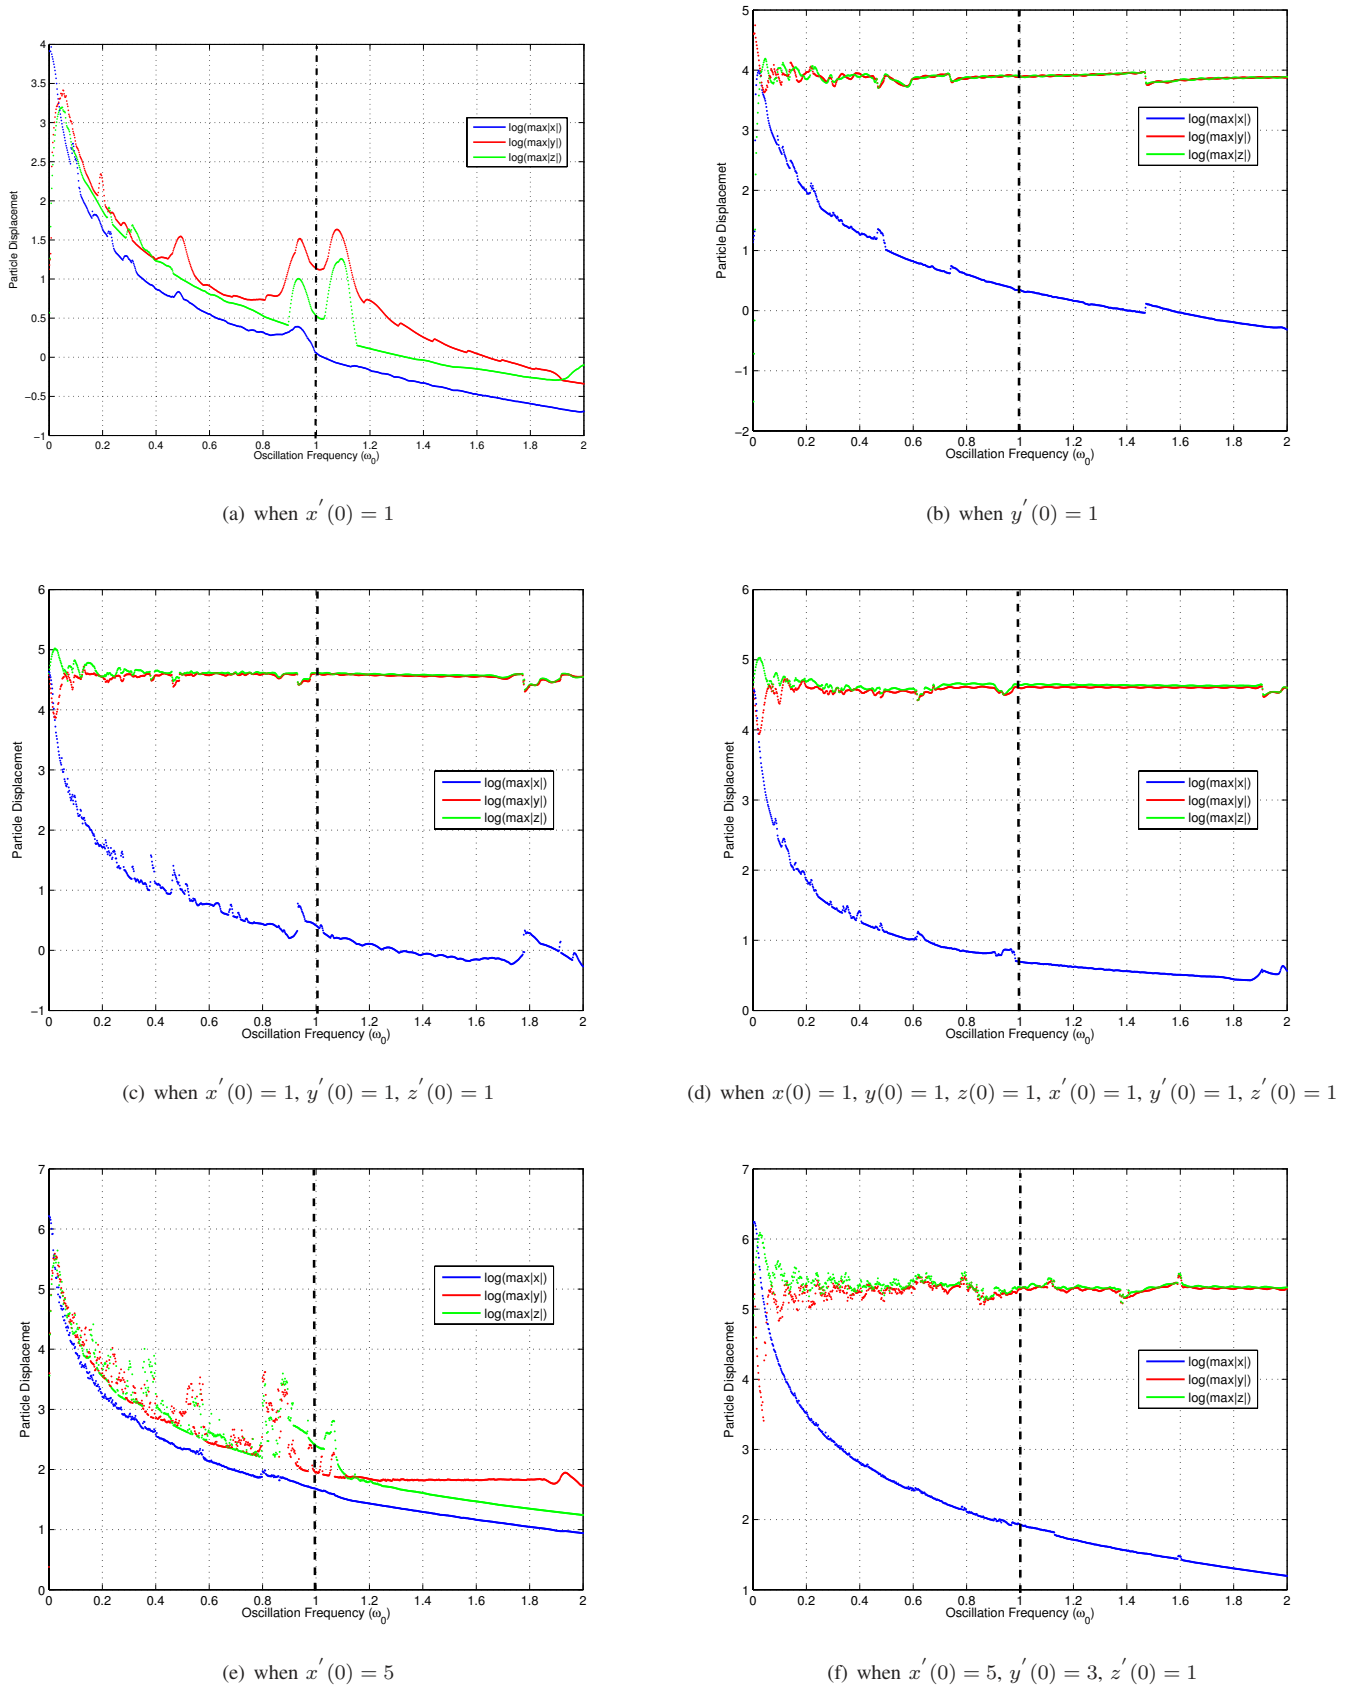 4
3.5
3
2.5
2
1.5
1
0.5
0
−0.5
−1
0 0.2 0.4 0.6 0.8 1 1.2 1.4 1.6 1.8 2
Particle Displacemet
Oscillation Frequency (ω0)
log(max|x|)
log(max|y|)
log(max|z|)
(a) when x′(0) = 1
5
4
3
2
1
0
−1
−2
0 0.2 0.4 0.6 0.8 1 1.2 1.4 1.6 1.8 2
Particle Displacemet
Oscillation Frequency (ω0)
log(max|x|)
log(max|y|)
log(max|z|)
(b) when y′(0) = 1
6
5
4
3
2
1
0
−1
0 0.2 0.4 0.6 0.8 1 1.2 1.4 1.6 1.8 2
Particle Displacemet
Oscillation Frequency (ω0)
log(max|x|)
log(max|y|)
log(max|z|)
(c) when x′(0) = 1, y′(0) = 1, z′(0) = 1
6
5
4
3
2
1
0
0 0.2 0.4 0.6 0.8 1 1.2 1.4 1.6 1.8 2
Particle Displacemet
Oscillation Frequency (ω0)
log(max|x|)
log(max|y|)
log(max|z|)
(d) when x(0) = 1, y(0) = 1, z(0) = 1, x′(0) = 1, y′(0) = 1, z′(0) = 1
7
6
5
4
3
2
1
0
0 0.2 0.4 0.6 0.8 1 1.2 1.4 1.6 1.8 2
Particle Displacemet
Oscillation Frequency (ω0)
log(max|x|)
log(max|y|)
log(max|z|)
(e) when x′(0) = 5
7
6
5
4
3
2
1
0 0.2 0.4 0.6 0.8 1 1.2 1.4 1.6 1.8 2
Particle Displacemet
Oscillation Frequency (ω0)
log(max|x|)
log(max|y|)
log(max|z|)
(f) when x′(0) = 5, y′(0) = 3, z′(0) = 1